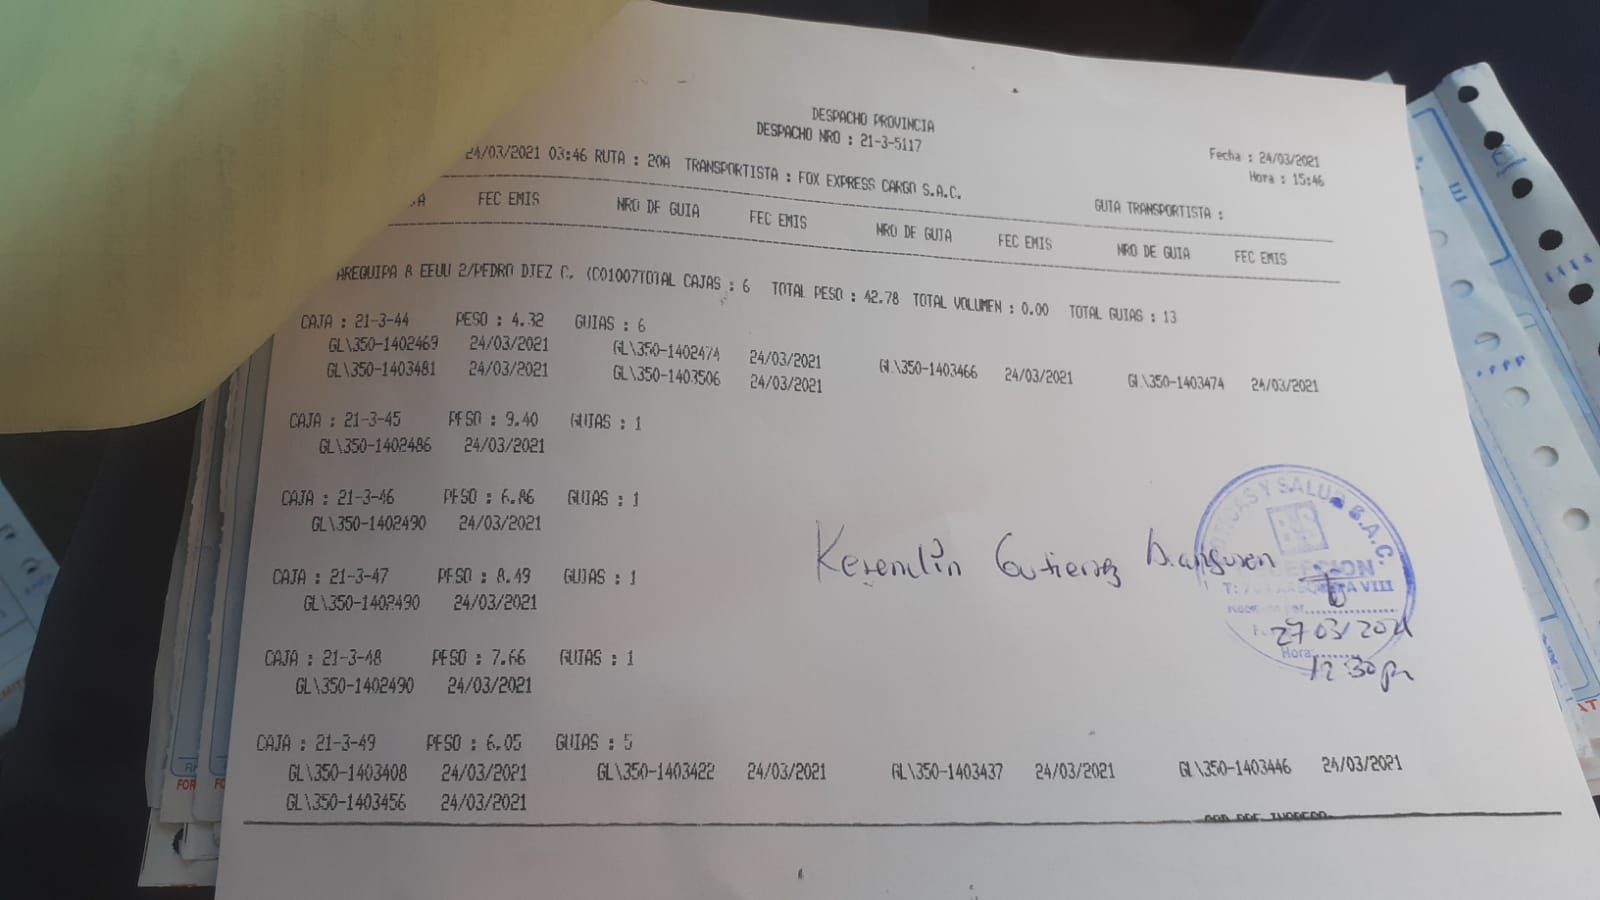 DESPACHO PROVINCIA
DESPACHO NRO : 21-3-5117
Fecha : 24/03/2021
Hora : 15:46
24/03/2021 03:46 RUTA : 20A TRANSPORTISTA : FOX EXPRESS CARGO S.A.C.
GUIA TRANSPORTISTA :
FEC EMIS NRO DE GUIA FEC EMIS NRO DE GUIA FEC EMIS NRO DE GUIA FEC EMIS
AREQUIPA 8 EEUU 2/PEDRO DIEZ C. (C01007TOTAL CAJAS : 6 TOTAL PESO : 42.78 TOTAL VOLUMEN : 0.00 TOTAL GUIAS : 13
CAJA : 21-3-44 PESO : 4.32 GUIAS : 6
GL\350-1402469 24/03/2021 GL\350-1402474 24/03/2021 GL\350-1403466 24/03/2021 GL\350-1403474 24/03/2021
GL\350-1403481 24/03/2021 GL\350-1403506 24/03/2021
CAJA : 21-3-45 PESO : 9.40 GUIAS : 1
GL\350-1402486 24/03/2021
CAJA : 21-3-46 PESO : 6.86 GUIAS : 1
GL\350-1402490 24/03/2021
CAJA : 21-3-47 PESO : 8.49 GUIAS : 1
GL\350-1402490 24/03/2021
CAJA : 21-3-48 PESO : 7.66 GUIAS : 1
GL\350-1402490 24/03/2021
CAJA : 21-3-49 PESO : 6.05 GUIAS : 5
GL\350-1403408 24/03/2021 GL\350-1403422 24/03/2021 GL\350-1403437 24/03/2021 GL\350-1403446 24/03/2021
GL\350-1403456 24/03/2021
Gutierrez
Y SALUD S.A.C.
VIII
27 03/2021
Hora:
12:30pm